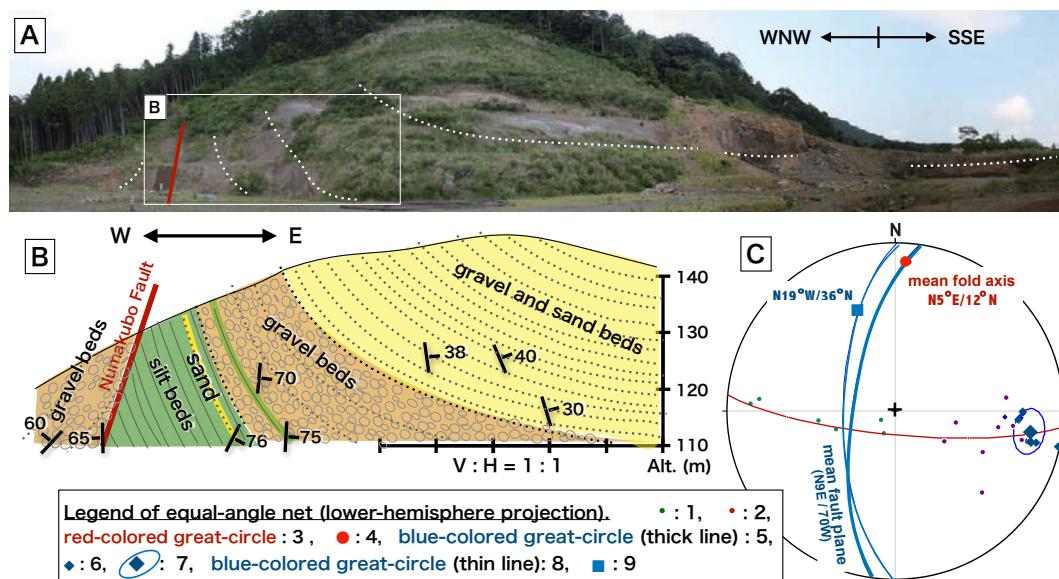 A
WNW SSE
B
B
W E
C
N
N19°W/36°N
mean fold axis
N5°E/12°N
mean fault plane
(N9E/70W)
Numakubo Fault
gravel beds
silt beds
sand
gravel beds
gravel and sand beds
60
65
76
75
70
38
40
30
140
130
120
110
V : H = 1 : 1
Alt. (m)
Legend of equal-angle net (lower-hemisphere projection). : 1, : 2,
red-colored great-circle : 3 , : 4, blue-colored great-circle (thick line) : 5,
: 6, : 7, blue-colored great-circle (thin line): 8, : 9